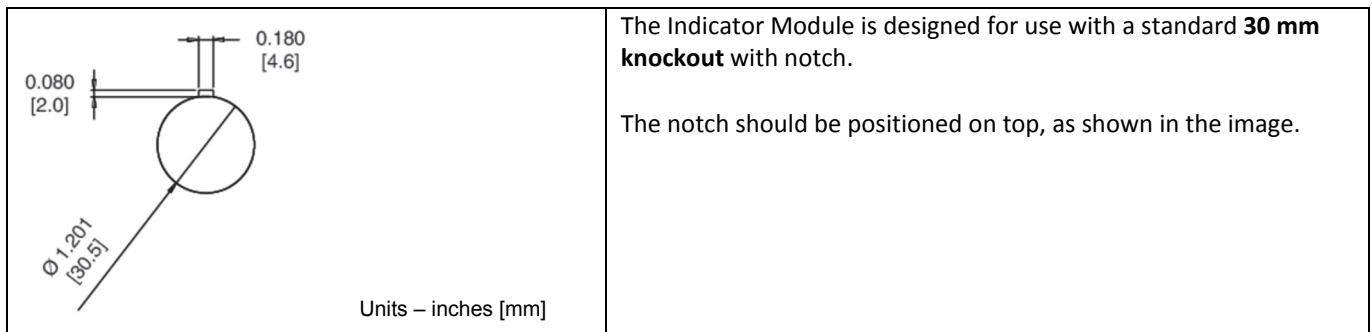 0.180
[4.6]
0.080
[2.0]
Ø 1.201
[30.5]
Units – inches [mm]
The Indicator Module is designed for use with a standard 30 mm
knockout with notch.
The notch should be positioned on top, as shown in the image.